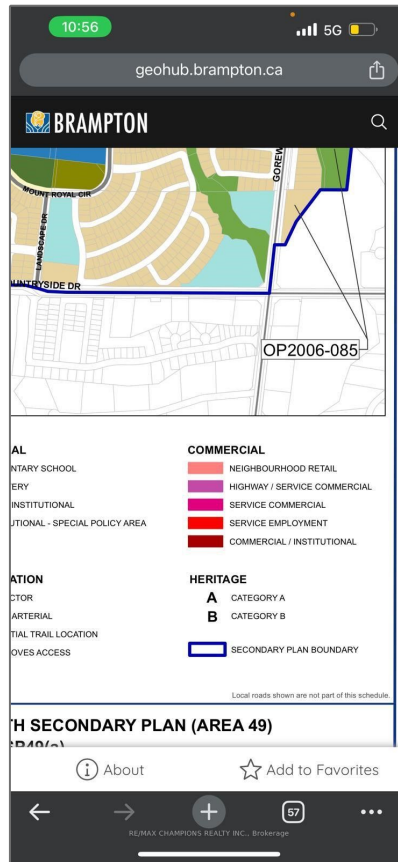 10:56
5G
geohub.brampton.ca
BRAMPTON
MOUNT ROYAL CIR
LANDSCAPE DR
GOREW
OUNTRYSIDE DR
OP2006-085
AL
NTARY SCHOOL
ERY
INSTITUTIONAL
UTIONAL - SPECIAL POLICY AREA
COMMERCIAL
NEIGHBOURHOOD RETAIL
HIGHWAY / SERVICE COMMERCIAL
SERVICE COMMERCIAL
SERVICE EMPLOYMENT
COMMERCIAL / INSTITUTIONAL
ATION
CTOR
ARTERIAL
TIAL TRAIL LOCATION
OVES ACCESS
HERITAGE
A CATEGORY A
B CATEGORY B
SECONDARY PLAN BOUNDARY
Local roads shown are not part of this schedule.
TH SECONDARY PLAN (AREA 49)
SP49(a)
About
Add to Favorites
57
RE/MAX CHAMPIONS REALTY INC., Brokerage